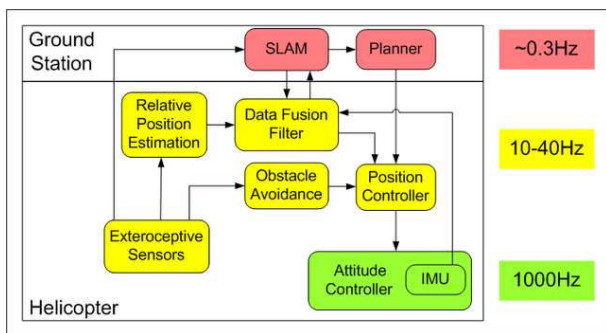 Ground
Station
SLAM
Planner
~0.3Hz
Relative
Position
Estimation
Data Fusion
Filter
10-40Hz
Obstacle
Avoidance
Position
Controller
Exteroceptive
Sensors
Attitude
Controller
IMU
1000Hz
Helicopter